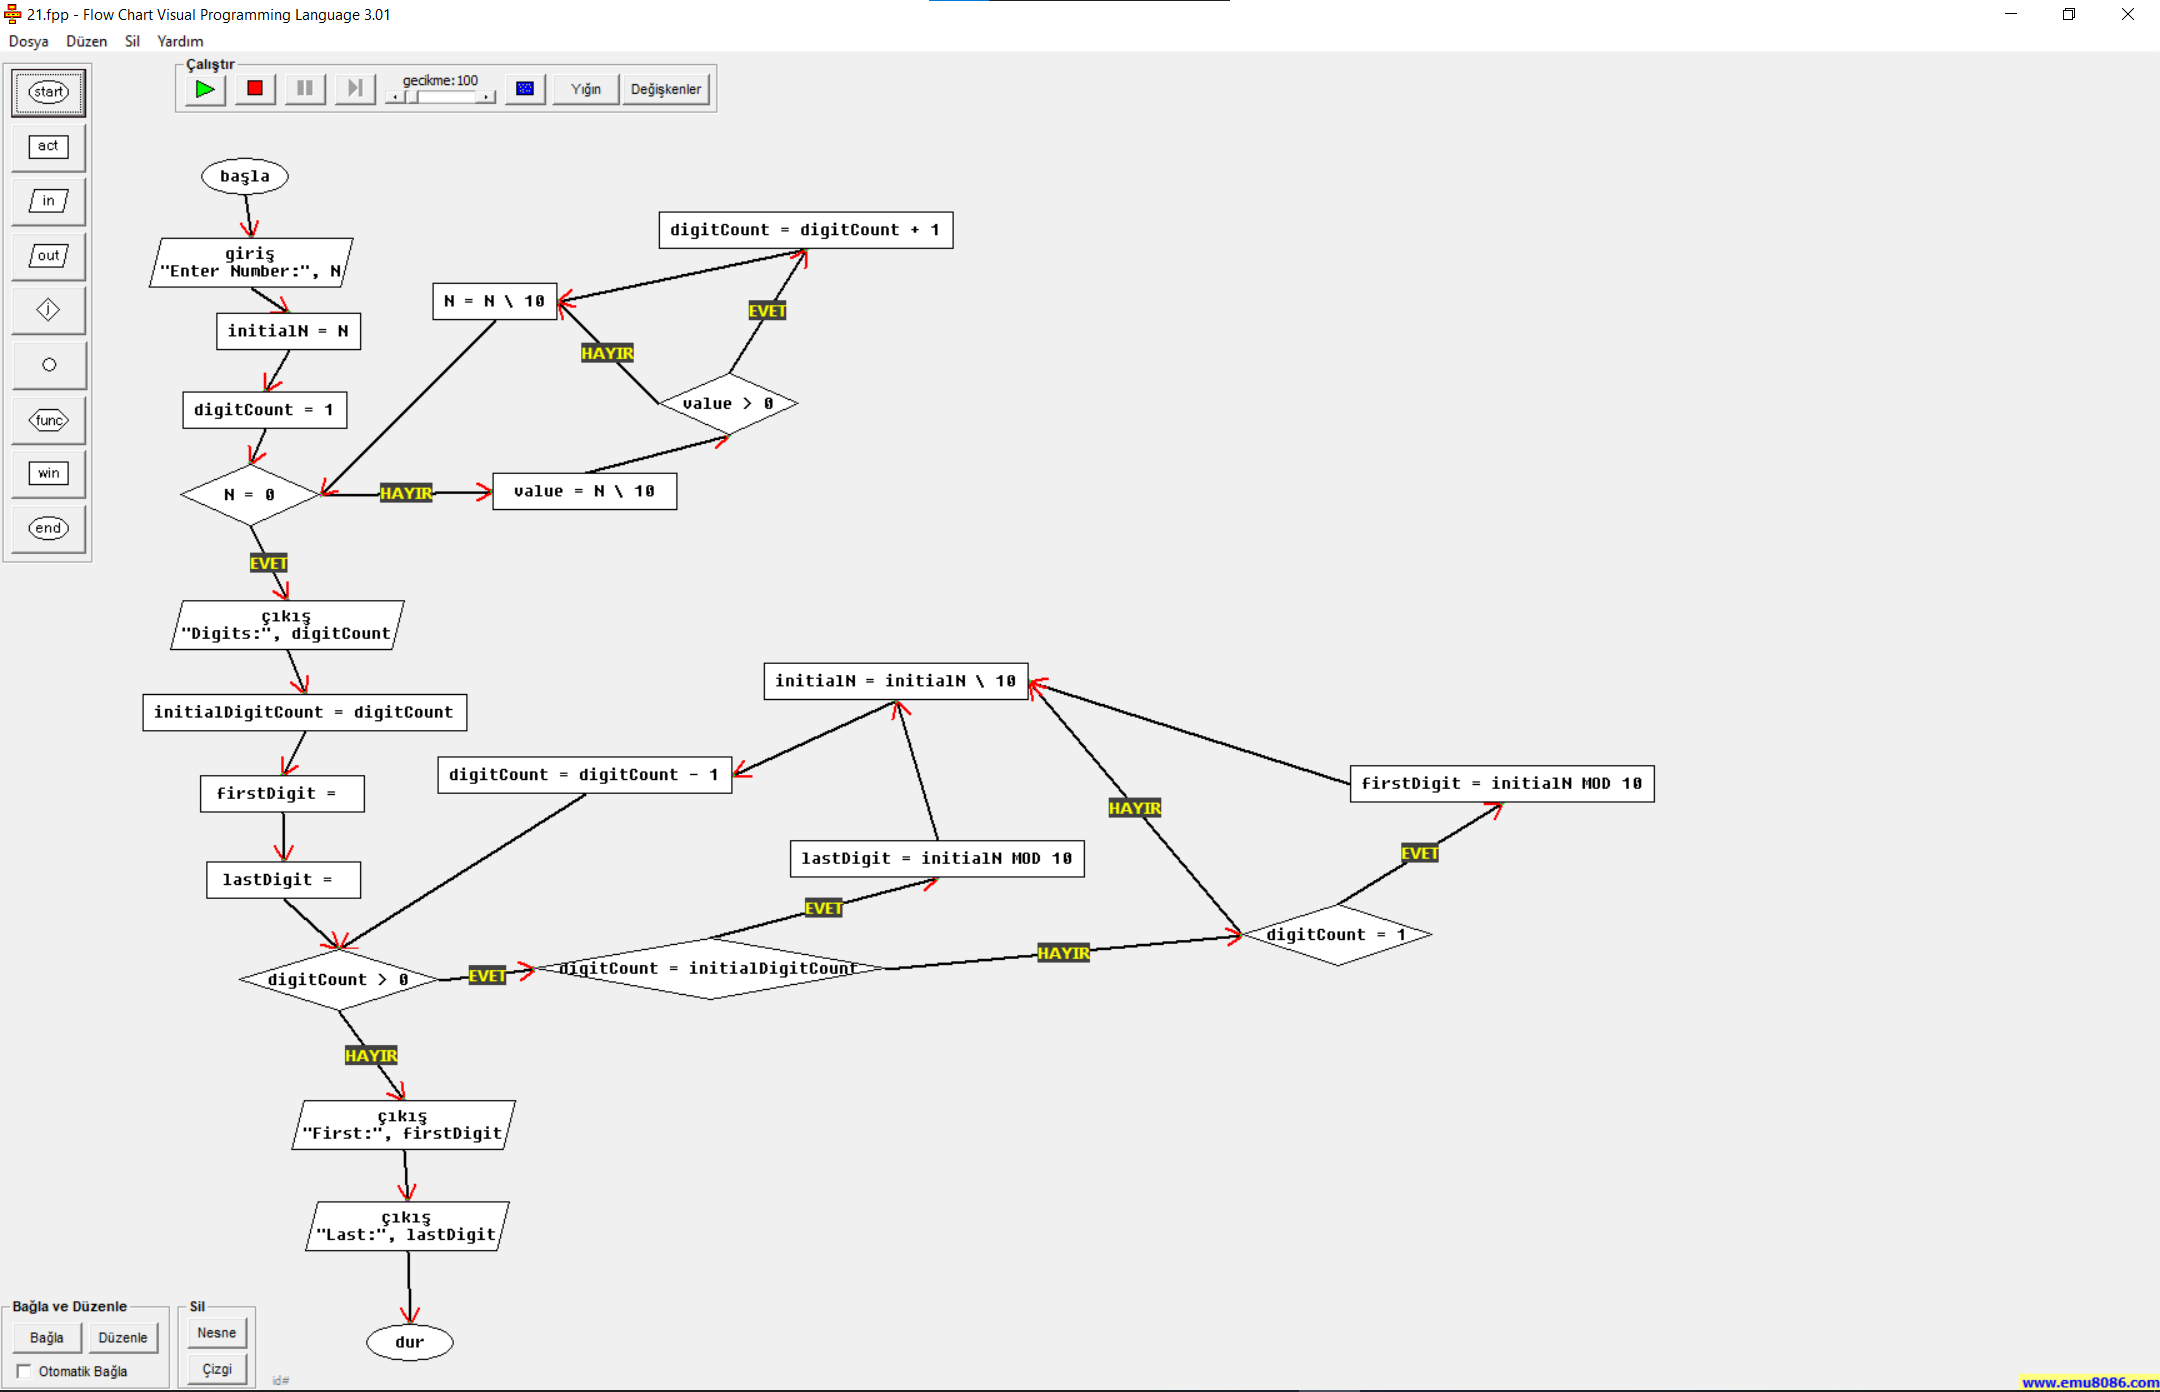 21.fpp - Flow Chart Visual Programming Language 3.01
Dosya Düzen Sil Yardım
Çalıştır
gecikme:100
Yığın
Değişkenler
start
act
in
out
j
func
win
end
başla
giriş
"Enter Number:", N
initialN = N
digitCount = 1
N = 0
HAYIR
value = N \ 10
value > 0
EVET
digitCount = digitCount + 1
HAYIR
N = N \ 10
EVET
çıkış
"Digits:", digitCount
initialDigitCount = digitCount
firstDigit =
lastDigit =
digitCount > 0
EVET
digitCount = initialDigitCount
EVET
lastDigit = initialN MOD 10
initialN = initialN \ 10
digitCount = digitCount - 1
HAYIR
digitCount = 1
HAYIR
EVET
firstDigit = initialN MOD 10
HAYIR
çıkış
"First:", firstDigit
çıkış
"Last:", lastDigit
dur
Bağla ve Düzenle
Bağla
Düzenle
Otomatik Bağla
Sil
Nesne
Çizgi
id#
www.emu8086.com